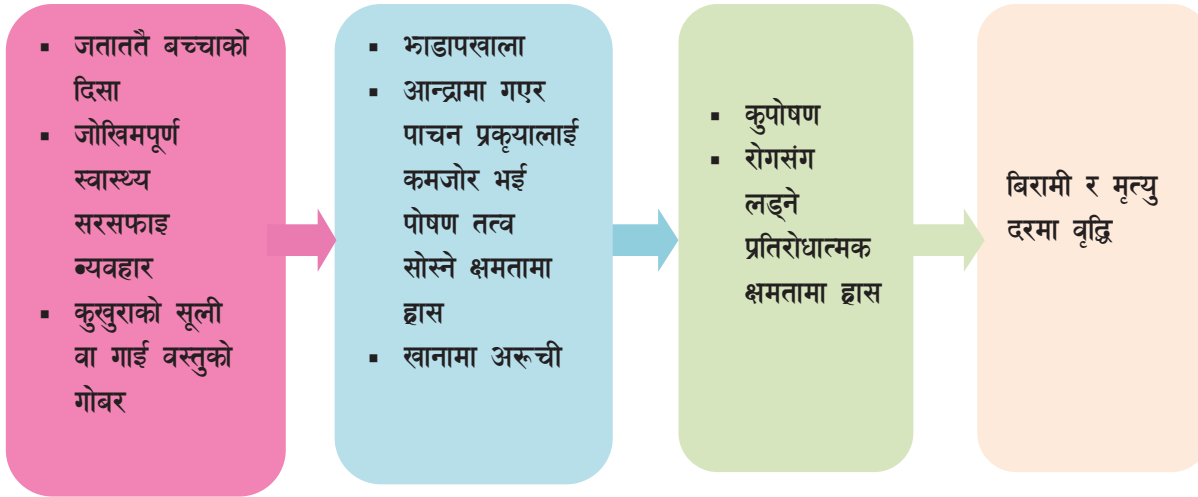 ▪ जताततै बच्चाको
दिसा
▪ जोखिमपूर्ण
स्वास्थ्य
सरसफाइ
ब्यवहार
▪ कुखुराको सूली
वा गाई वस्तुको
गोबर
▪ झाडापखाला
▪ आन्द्रामा गएर
पाचन प्रकृयालाई
कमजोर भई
पोषण तत्व
सोस्ने क्षमतामा
ह्रास
▪ खानामा अरूची
▪ कुपोषण
▪ रोगसंग
लड्ने
प्रतिरोधात्मक
क्षमतामा ह्रास
बिरामी र मृत्यु
दरमा वृद्धि